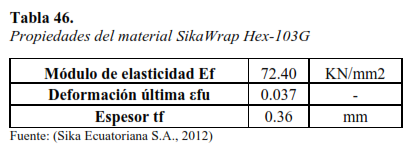 Tabla 46.
Propiedades del material SikaWrap Hex-103G
Módulo de elasticidad Ef 72.40 KN/mm2
Deformación última εfu 0.037 -
Espesor tf 0.36 mm
Fuente: (Sika Ecuatoriana S.A., 2012)